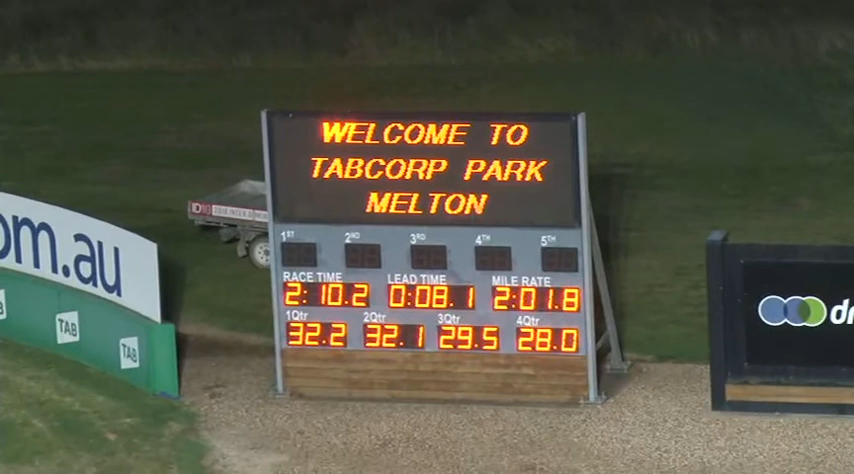 WELCOME TO
TABCORP PARK
MELTON
1ST 2ND 3RD 4TH 5TH
RACE TIME LEAD TIME MILE RATE
2:10.2 0:08.1 2:01.8
1Qtr 2Qtr 3Qtr 4Qtr
32.2 32.1 29.5 28.0
om.au
TAB
TAB
dr